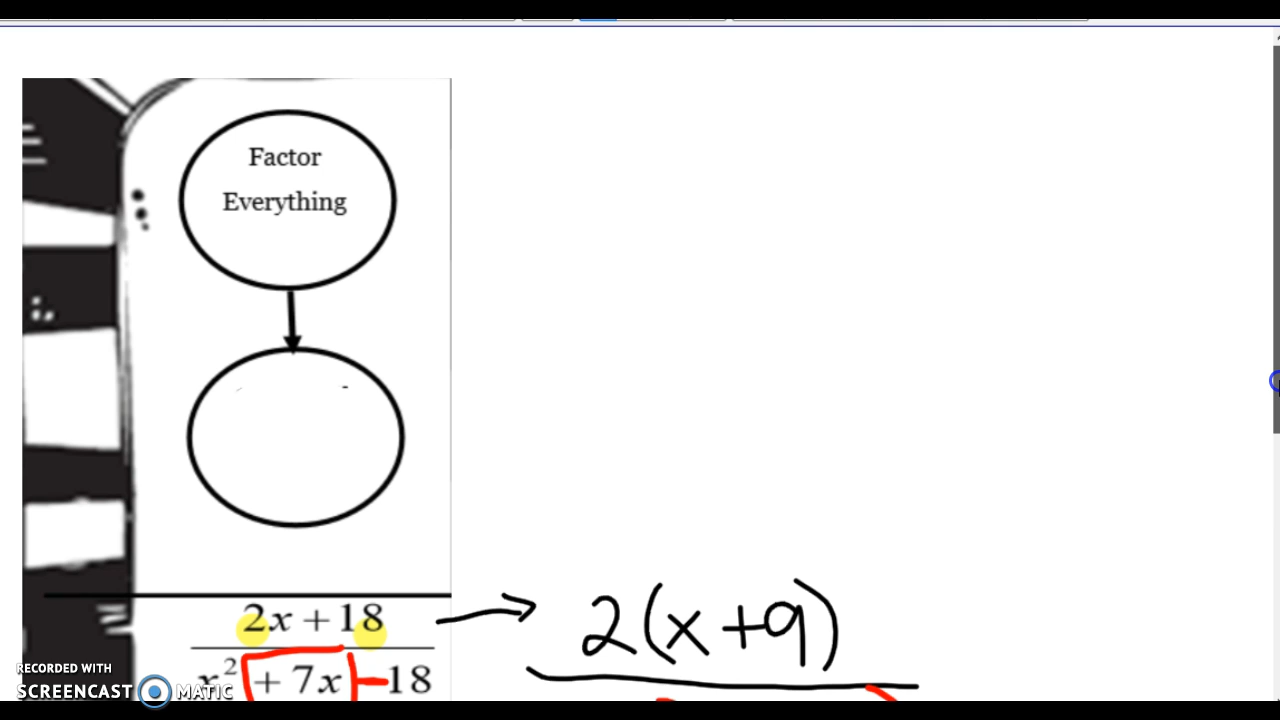 Factor
Everything
2x + 18
2(x+9)
x² + 7x - 18
RECORDED WITH
SCREENCAST MATIC